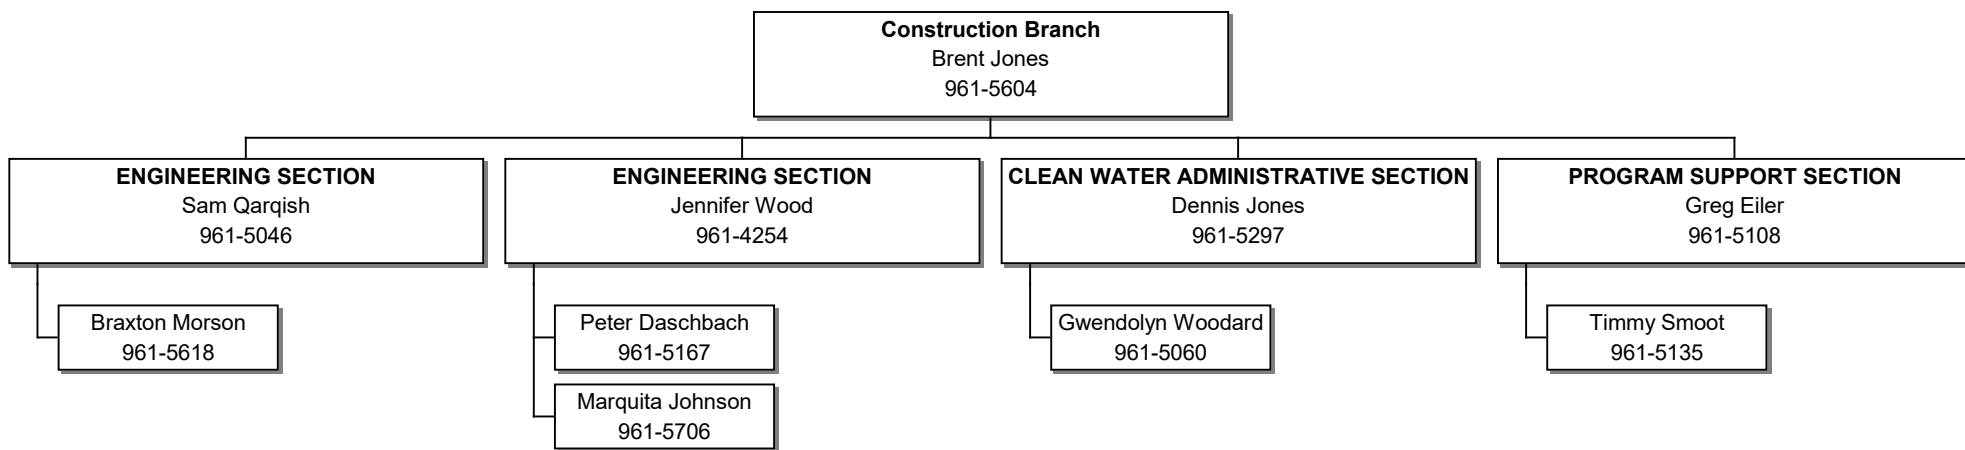 Construction Branch
Brent Jones
961-5604
ENGINEERING SECTION
Sam Qarqish
961-5046
ENGINEERING SECTION
Jennifer Wood
961-4254
CLEAN WATER ADMINISTRATIVE SECTION
Dennis Jones
961-5297
PROGRAM SUPPORT SECTION
Greg Eiler
961-5108
Braxton Morson
961-5618
Peter Daschbach
961-5167
Marquita Johnson
961-5706
Gwendolyn Woodard
961-5060
Timmy Smoot
961-5135